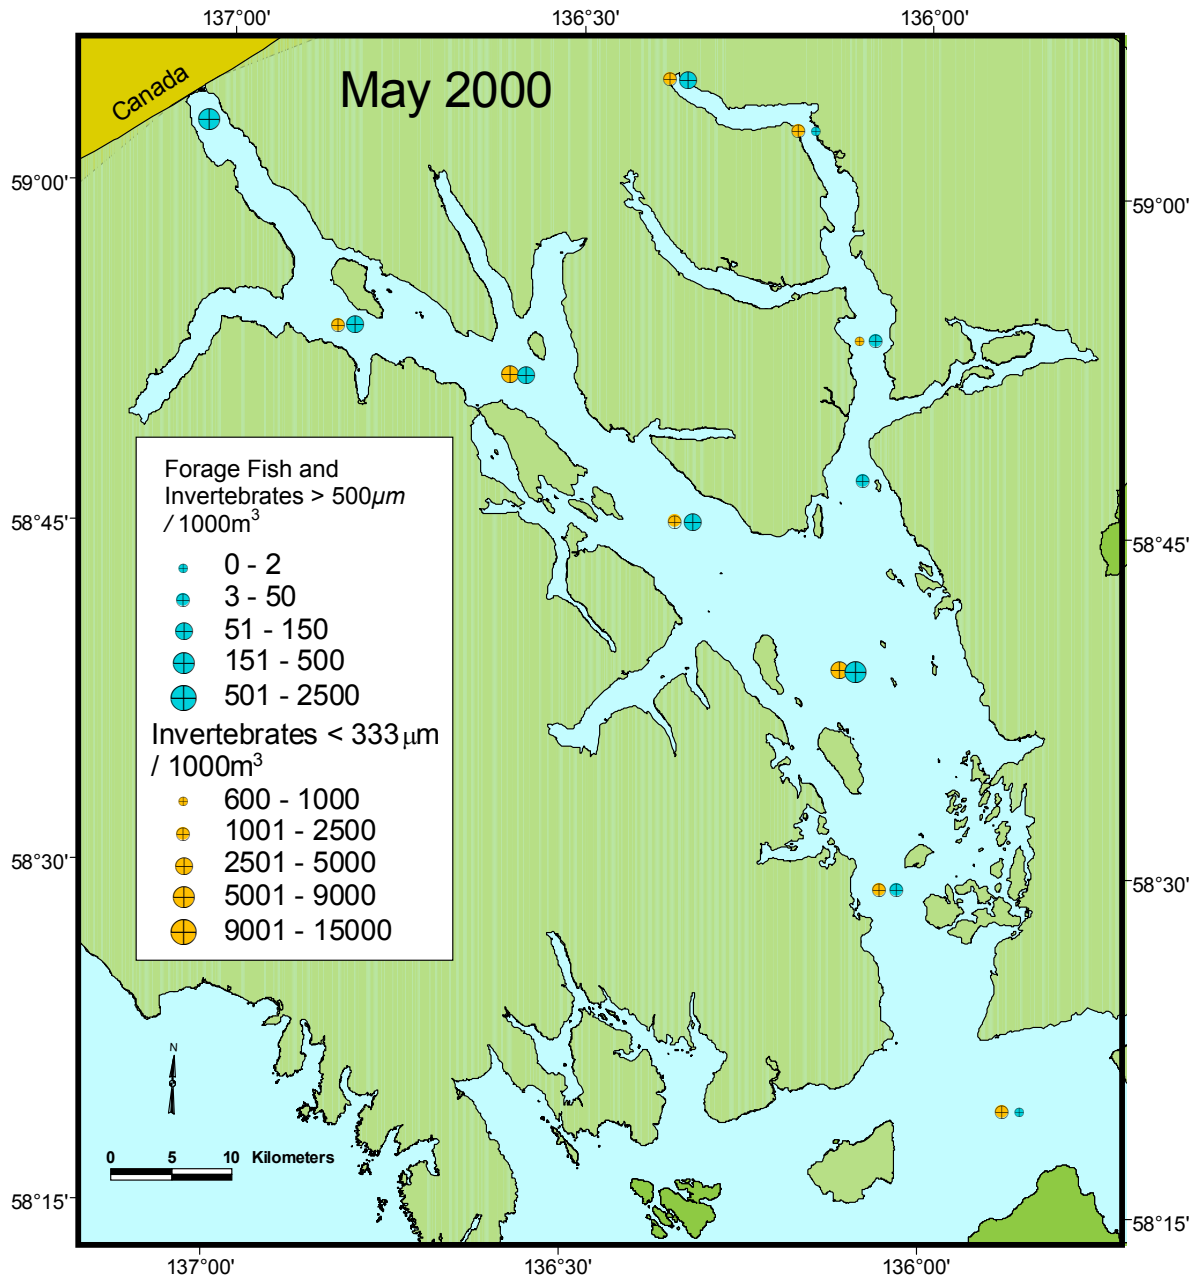 137°00'
136°30'
136°00'
Canada
May 2000
59°00'
59°00'
Forage Fish and
Invertebrates > 500µm
/ 1000m³
0 - 2
3 - 50
51 - 150
151 - 500
501 - 2500
Invertebrates < 333µm
/ 1000m³
600 - 1000
1001 - 2500
2501 - 5000
5001 - 9000
9001 - 15000
58°45'
58°45'
58°30'
58°30'
N
0 5 10 Kilometers
58°15'
58°15'
137°00'
136°30'
136°00'